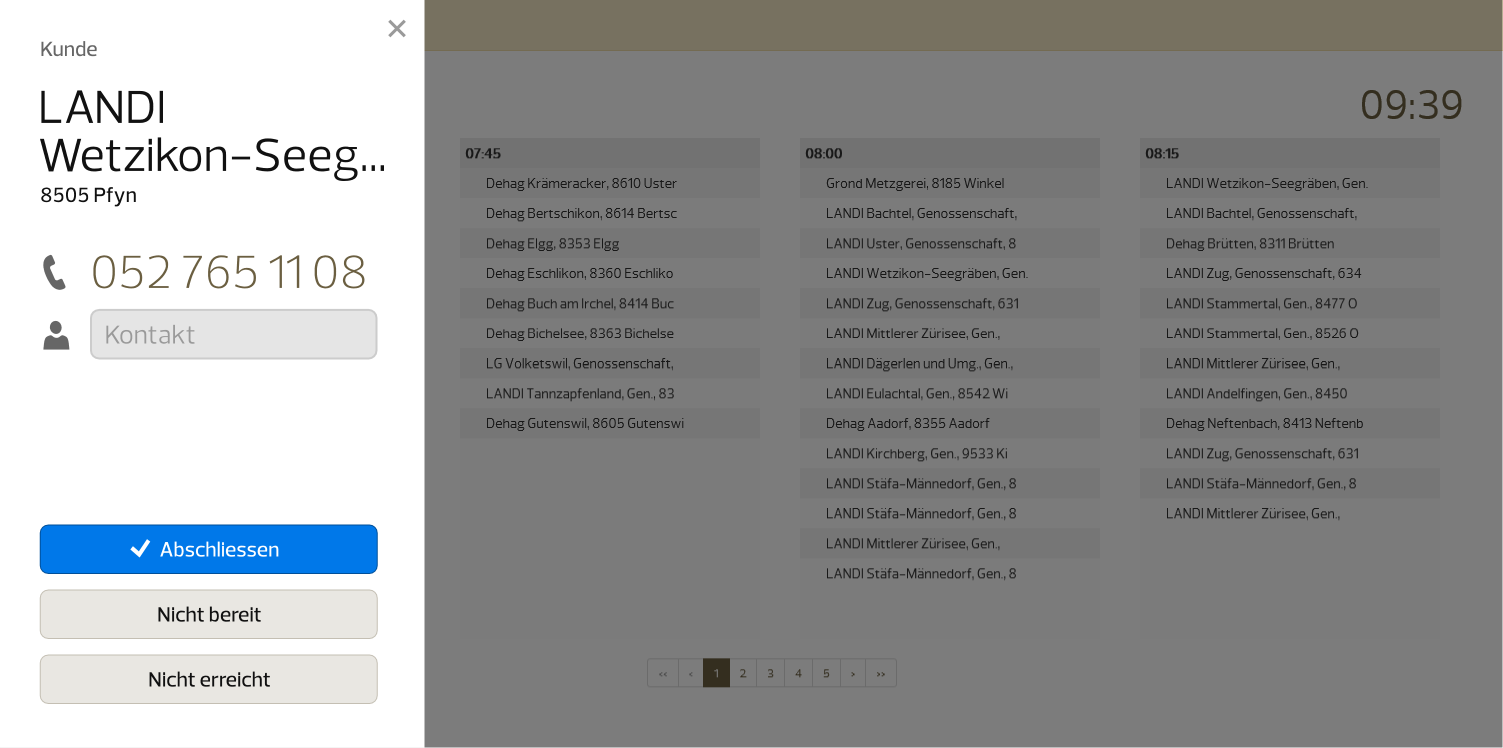 Kunde
LANDI
Wetzikon-Seeg...
8505 Pfyn
052 765 11 08
Kontakt
Abschliessen
Nicht bereit
Nicht erreicht
09:39
07:45
Dehag Krämeracker, 8610 Uster
Dehag Bertschikon, 8614 Bertsc
Dehag Elgg, 8353 Elgg
Dehag Eschlikon, 8360 Eschliko
Dehag Buch am Irchel, 8414 Buc
Dehag Bichelsee, 8363 Bichelse
LG Volketswil, Genossenschaft,
LANDI Tannzapfenland, Gen., 83
Dehag Gutenswil, 8605 Gutenswi
08:00
Grond Metzgerei, 8185 Winkel
LANDI Bachtel, Genossenschaft,
LANDI Uster, Genossenschaft, 8
LANDI Wetzikon-Seegräben, Gen.
LANDI Zug, Genossenschaft, 631
LANDI Mittlerer Zürisee, Gen.,
LANDI Dägerlen und Umg., Gen.,
LANDI Eulachtal, Gen., 8542 Wi
Dehag Aadorf, 8355 Aadorf
LANDI Kirchberg, Gen., 9533 Ki
LANDI Stäfa-Männedorf, Gen., 8
LANDI Stäfa-Männedorf, Gen., 8
LANDI Mittlerer Zürisee, Gen.,
LANDI Stäfa-Männedorf, Gen., 8
08:15
LANDI Wetzikon-Seegräben, Gen.
LANDI Bachtel, Genossenschaft,
Dehag Brütten, 8311 Brütten
LANDI Zug, Genossenschaft, 634
LANDI Stammertal, Gen., 8477 O
LANDI Stammertal, Gen., 8526 O
LANDI Mittlerer Zürisee, Gen.,
LANDI Andelfingen, Gen., 8450
Dehag Neftenbach, 8413 Neftenb
LANDI Zug, Genossenschaft, 631
LANDI Stäfa-Männedorf, Gen., 8
LANDI Mittlerer Zürisee, Gen.,
‹‹ ‹ 1 2 3 4 5 › ››